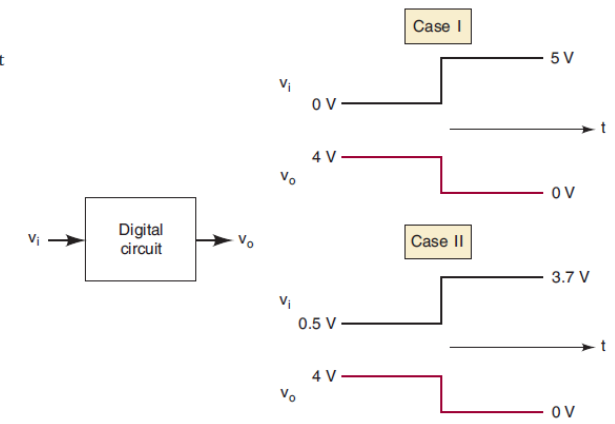 t
Case I
5 V
vi
0 V
t
4 V
vo
0 V
Digital
circuit
vi
vo
Case II
3.7 V
vi
0.5 V
t
4 V
vo
0 V